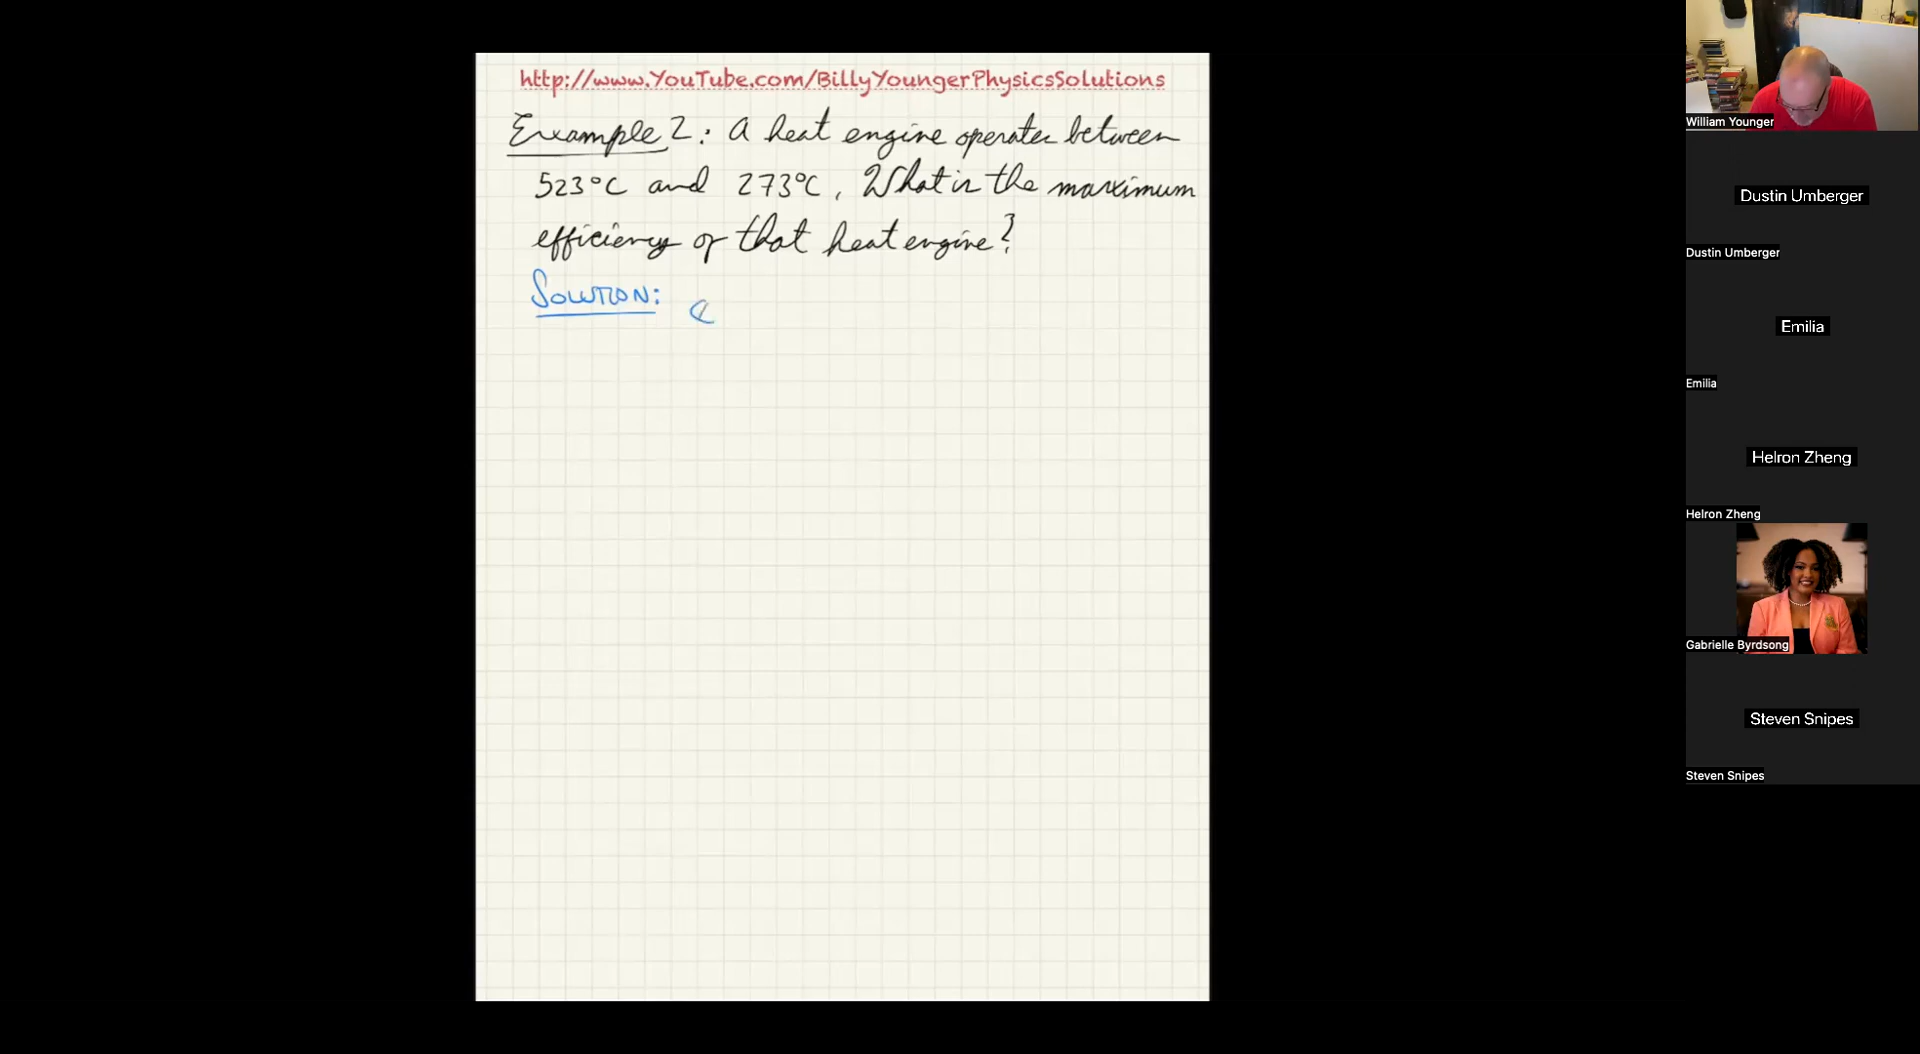 http://www.YouTube.com/BillyYoungerPhysicsSolutions
Example 2: A heat engine operates between
523°C and 273°C. What is the maximum
efficiency of that heat engine?
SOLUTION: e
William Younger
Dustin Umberger
Dustin Umberger
Emilia
Emilia
Helron Zheng
Helron Zheng
Gabrielle Byrdsong
Steven Snipes
Steven Snipes